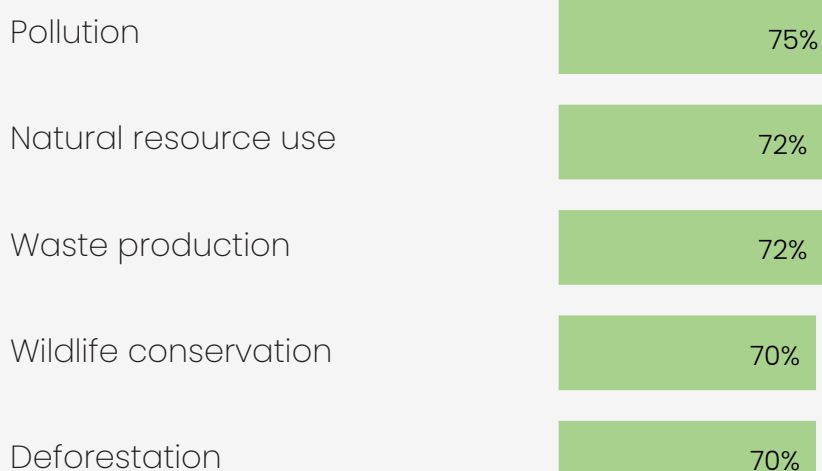 Pollution 75%
Natural resource use 72%
Waste production 72%
Wildlife conservation 70%
Deforestation 70%